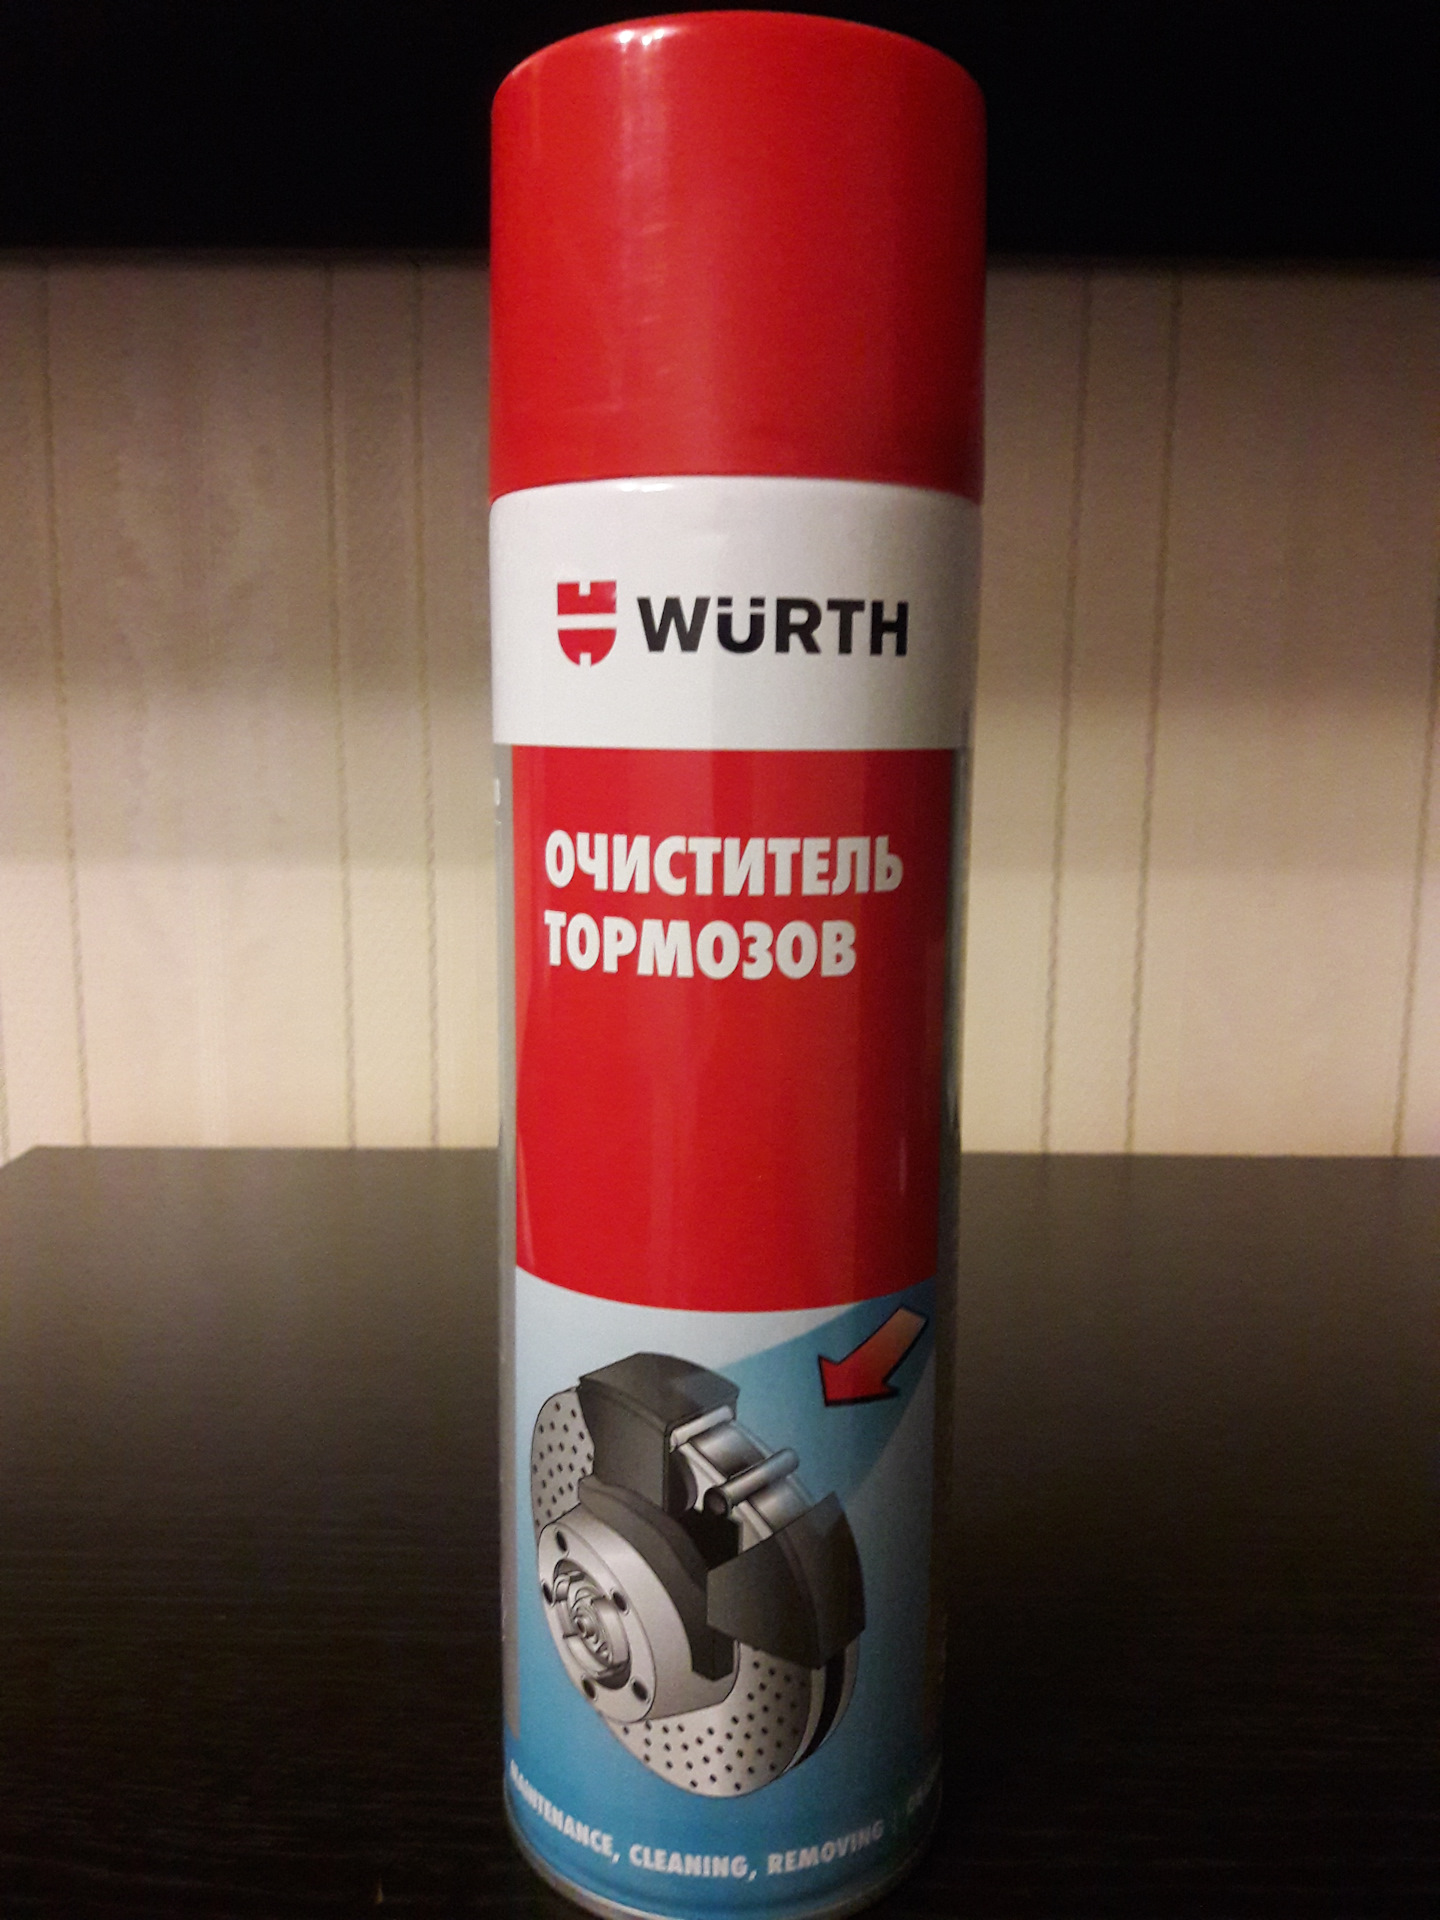 WÜRTH
ОЧИСТИТЕЛЬ
ТОРМОЗОВ
MAINTENANCE, CLEANING, REMOVING